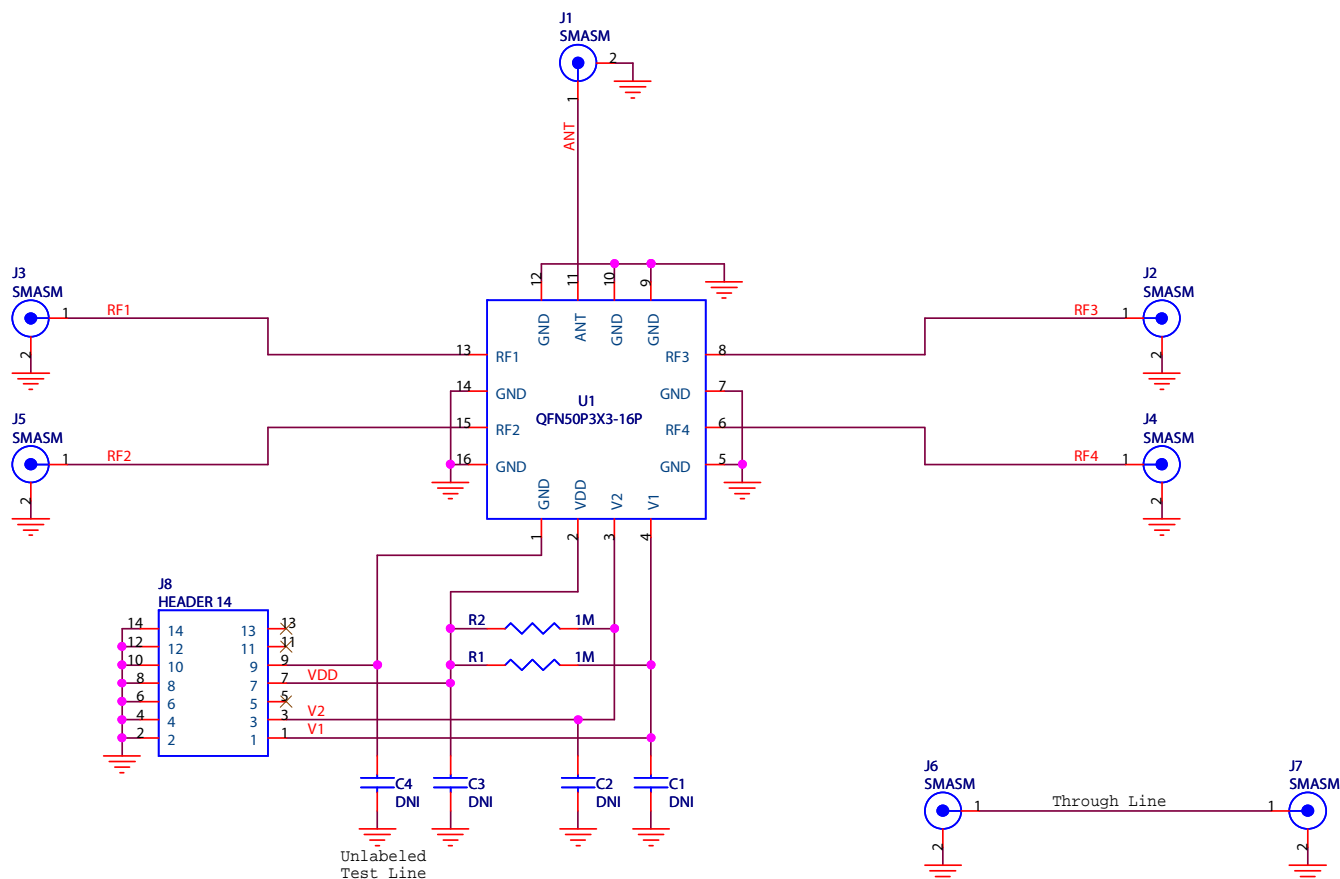 J1
SMASM
2
1
ANT
J3
SMASM
1
RF1
2
J2
SMASM
RF3
1
2
12
11
10
9
GND
ANT
GND
GND
13
RF1
RF3
8
14
GND
GND
7
U1
QFN50P3X3-16P
15
RF2
RF4
6
16
GND
GND
5
GND
VDD
V2
V1
1
2
3
4
J5
SMASM
1
RF2
2
J4
SMASM
RF4
1
2
J8
HEADER 14
14
14
13
13
12
12
11
11
10
10
9
9
8
8
7
7
VDD
6
6
5
5
4
4
3
3
V2
2
2
1
1
V1
R2
1M
R1
1M
C4
DNI
C3
DNI
C2
DNI
C1
DNI
Unlabeled
Test Line
J6
SMASM
1
2
Through Line
J7
SMASM
1
2